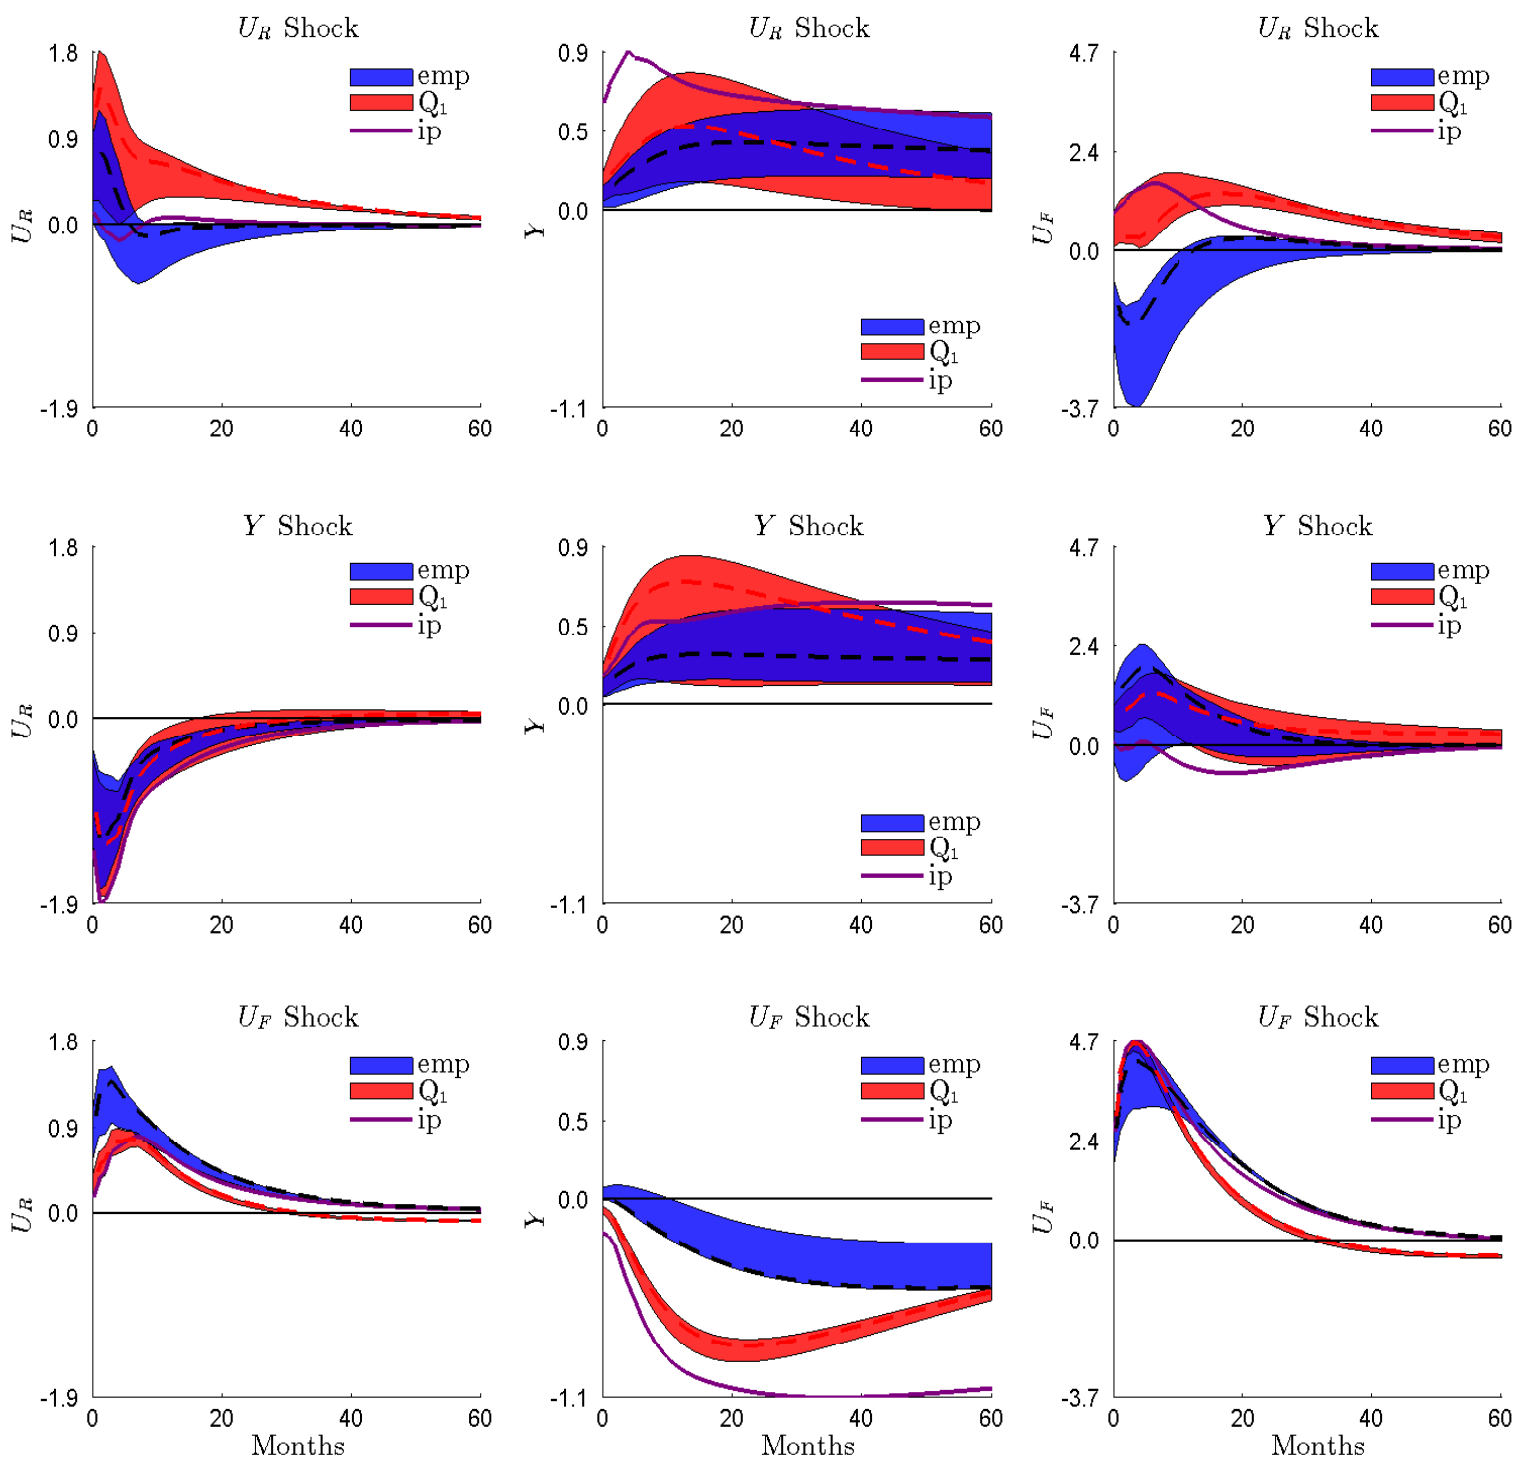 U_R Shock
1.8
0.9
0.0
-1.9
U_R
emp
Q₁
ip
0 20 40 60
U_R Shock
0.9
0.5
0.0
-1.1
Y
emp
Q₁
ip
0 20 40 60
U_R Shock
4.7
2.4
0.0
-3.7
U_F
emp
Q₁
ip
0 20 40 60
Y Shock
1.8
0.9
0.0
-1.9
U_R
emp
Q₁
ip
0 20 40 60
Y Shock
0.9
0.5
0.0
-1.1
Y
emp
Q₁
ip
0 20 40 60
Y Shock
4.7
2.4
0.0
-3.7
U_F
emp
Q₁
ip
0 20 40 60
U_F Shock
1.8
0.9
0.0
-1.9
U_R
emp
Q₁
ip
0 20 40 60
Months
U_F Shock
0.9
0.5
0.0
-1.1
Y
emp
Q₁
ip
0 20 40 60
Months
U_F Shock
4.7
2.4
0.0
-3.7
U_F
emp
Q₁
ip
0 20 40 60
Months